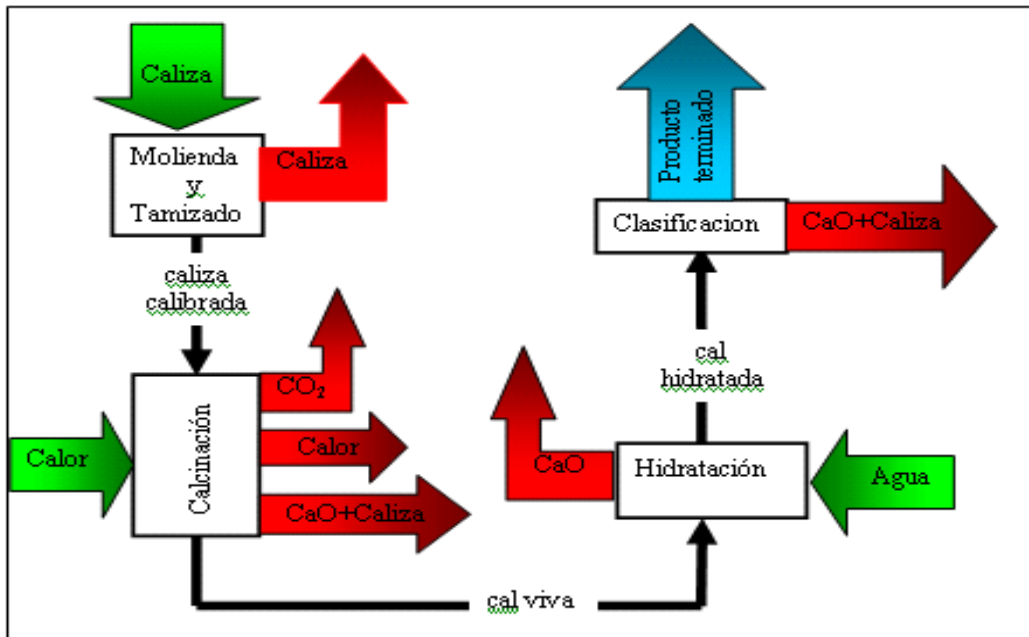 Caliza
Molienda
y
Tamizado
Caliza
caliza
calibrada
Calor
Calcinación
CO₂
Calor
CaO+Caliza
cal viva
Agua
Hidratación
CaO
cal
hidratada
Clasificacion
CaO+Caliza
Producto
terminado